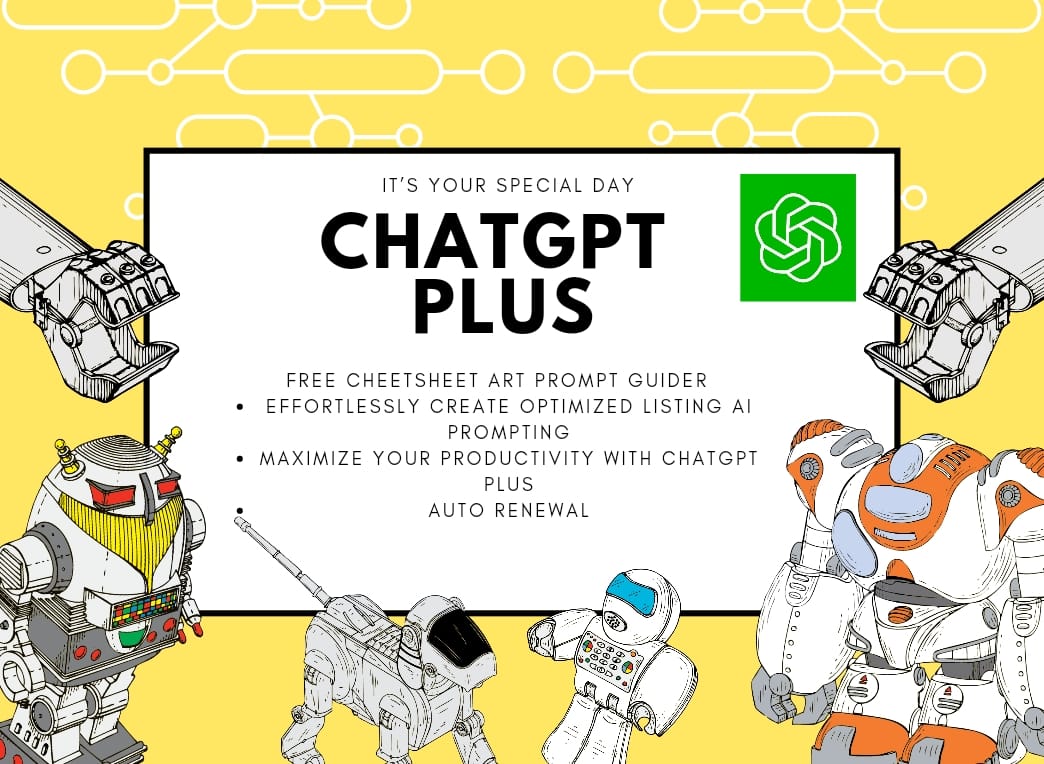 IT’S YOUR SPECIAL DAY
CHATGPT
PLUS
FREE CHEETSHEET ART PROMPT GUIDER
• EFFORTLESSLY CREATE OPTIMIZED LISTING AI
PROMPTING
• MAXIMIZE YOUR PRODUCTIVITY WITH CHATGPT
PLUS
• AUTO RENEWAL